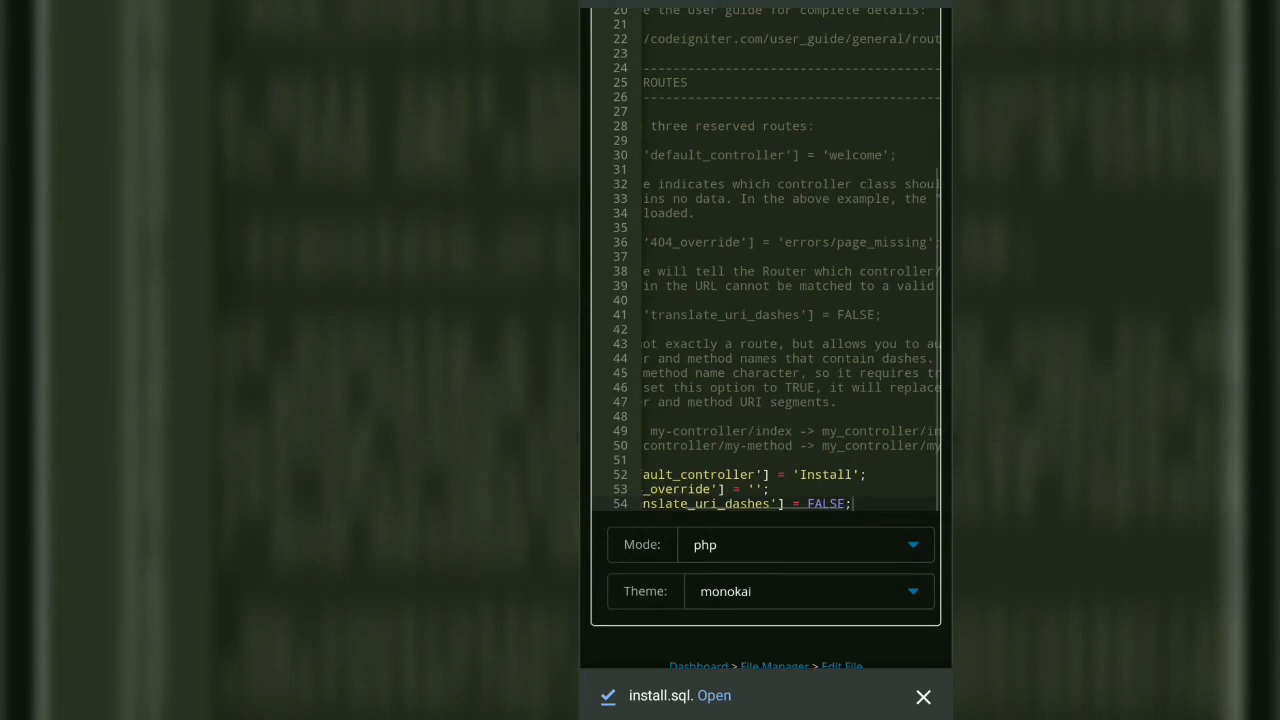 20 e the user guide for complete details:
21
22 /codeigniter.com/user_guide/general/rout
23
24 -----------------------------------------
25 ROUTES
26 -----------------------------------------
27
28 three reserved routes:
29
30 'default_controller'] = 'welcome';
31
32 e indicates which controller class shoul
33 ins no data. In the above example, the "
34 loaded.
35
36 '404_override'] = 'errors/page_missing';
37
38 e will tell the Router which controller/
39 in the URL cannot be matched to a valid
40
41 'translate_uri_dashes'] = FALSE;
42
43 ot exactly a route, but allows you to au
44 r and method names that contain dashes.
45 method name character, so it requires tr
46 set this option to TRUE, it will replace
47 r and method URI segments.
48
49 my-controller/index -> my_controller/in
50 controller/my-method -> my_controller/my
51
52 ault_controller'] = 'Install';
53 _override'] = '';
54 nslate_uri_dashes'] = FALSE;
Mode: php
Theme: monokai
Dashboard > File Manager > Edit File
install.sql. Open